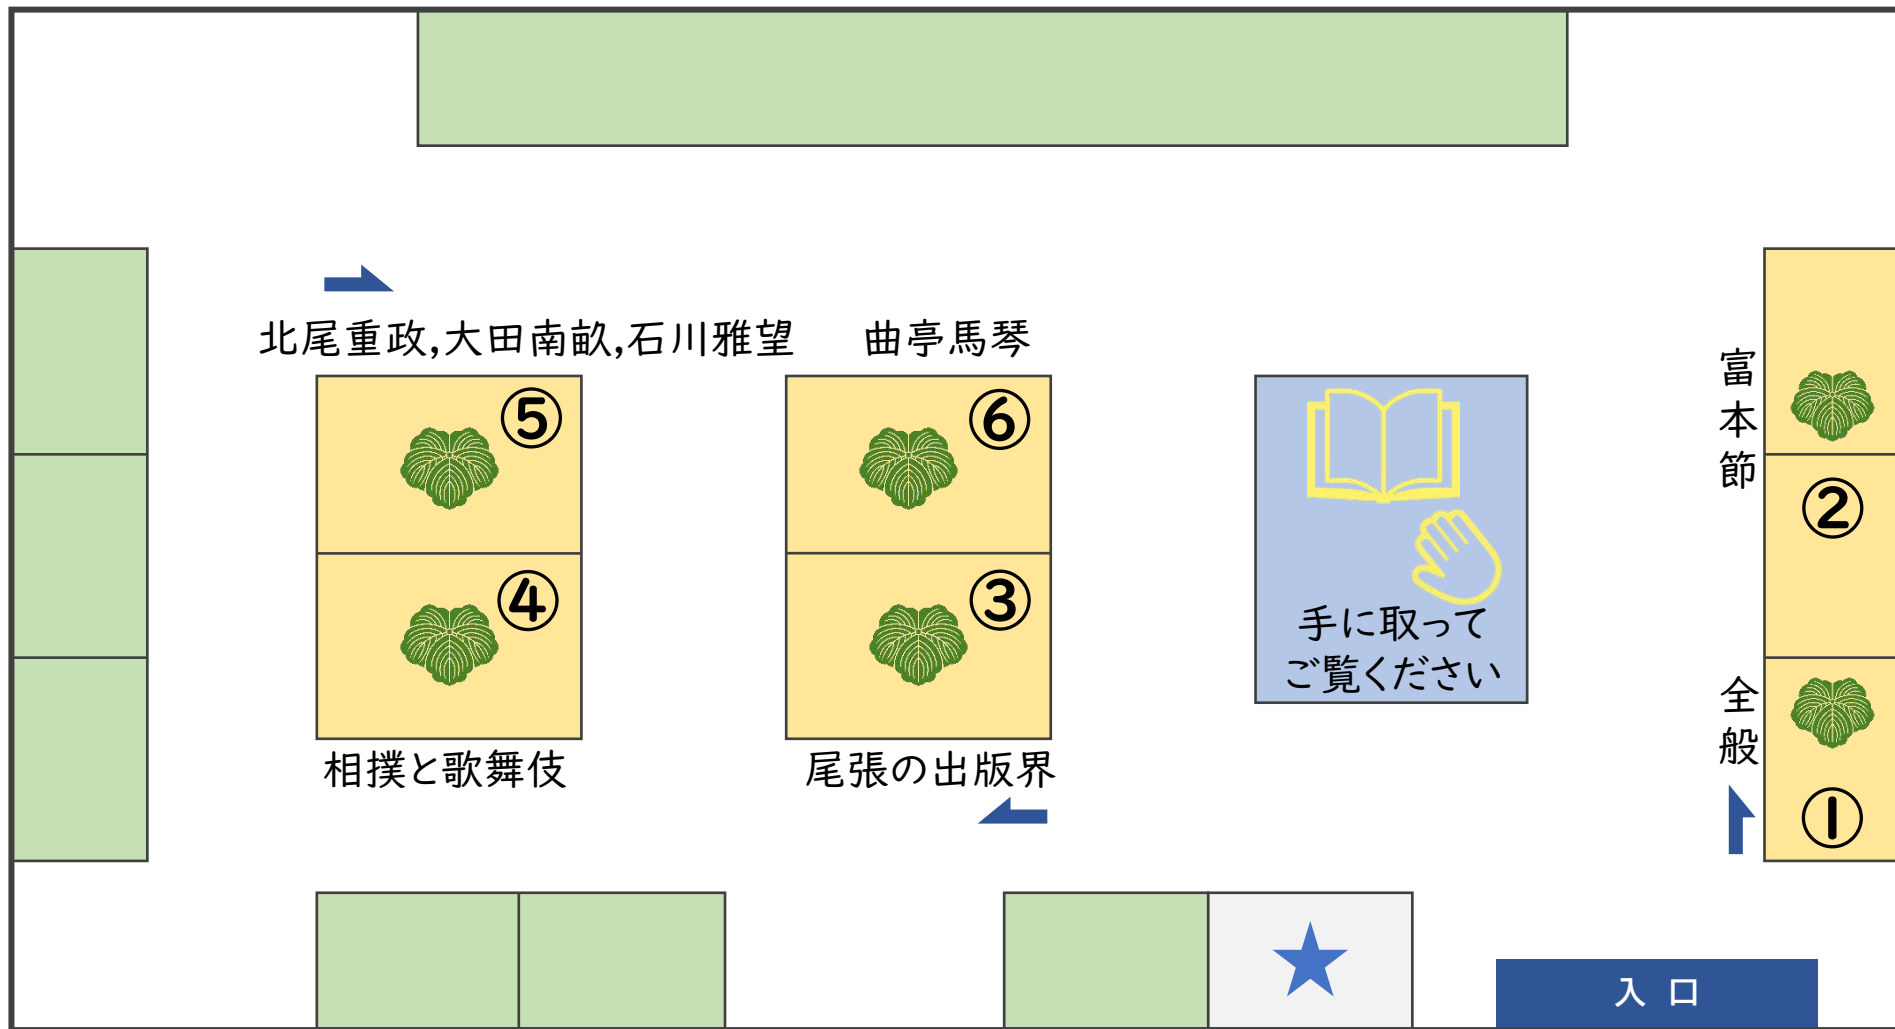 北尾重政,大田南畝,石川雅望
曲亭馬琴
⑤
⑥
④
③
相撲と歌舞伎
尾張の出版界
手に取って
ご覧ください
富本節
②
全般
①
入口